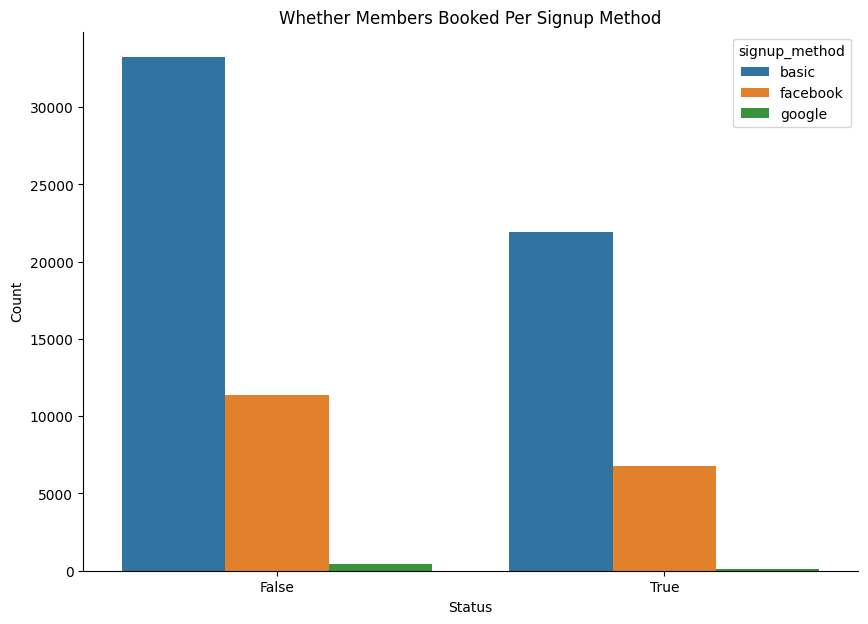 Whether Members Booked Per Signup Method
signup_method
basic
facebook
google
30000
25000
20000
15000
10000
5000
0
Count
False
True
Status